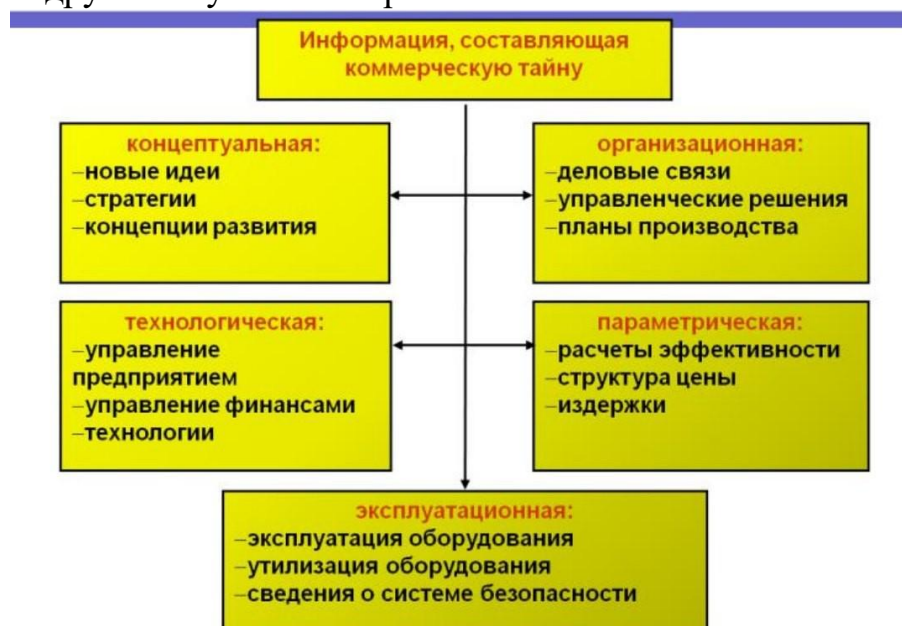 Информация, составляющая
коммерческую тайну
концептуальная:
–новые идеи
–стратегии
–концепции развития
организационная:
–деловые связи
–управленческие решения
–планы производства
технологическая:
–управление
предприятием
–управление финансами
–технологии
параметрическая:
–расчеты эффективности
–структура цены
–издержки
эксплуатационная:
–эксплуатация оборудования
–утилизация оборудования
–сведения о системе безопасности